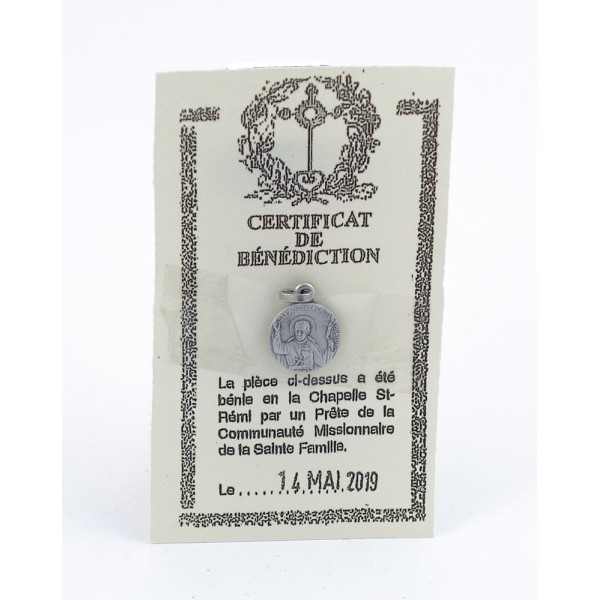 CERTIFICAT
DE
BÉNÉDICTION
La pièce ci-dessus a été
bénie en la Chapelle St-
Rémi par un Prête de la
Communauté Missionnaire
de la Sainte Famille.
Le.....14 MAI 2019